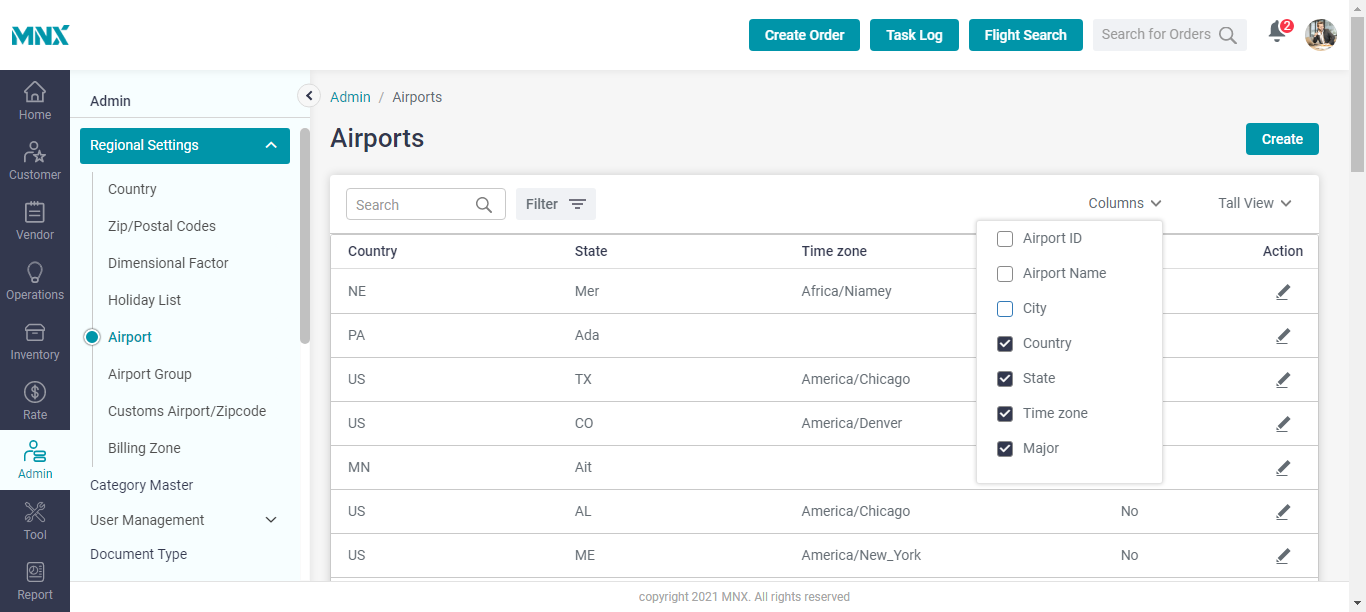 MNX
Create Order
Task Log
Flight Search
Search for Orders
2
Home
Customer
Vendor
Operations
Inventory
Rate
Admin
Tool
Report
Admin
Regional Settings
Country
Zip/Postal Codes
Dimensional Factor
Holiday List
Airport
Airport Group
Customs Airport/Zipcode
Billing Zone
Category Master
User Management
Document Type
Admin / Airports
Airports
Create
Search
Filter
Columns
Tall View
Airport ID
Airport Name
City
Country
State
Time zone
Major
Country State Time zone Action
NE Mer Africa/Niamey
PA Ada
US TX America/Chicago
US CO America/Denver
MN Ait
US AL America/Chicago No
US ME America/New_York No
copyright 2021 MNX. All rights reserved